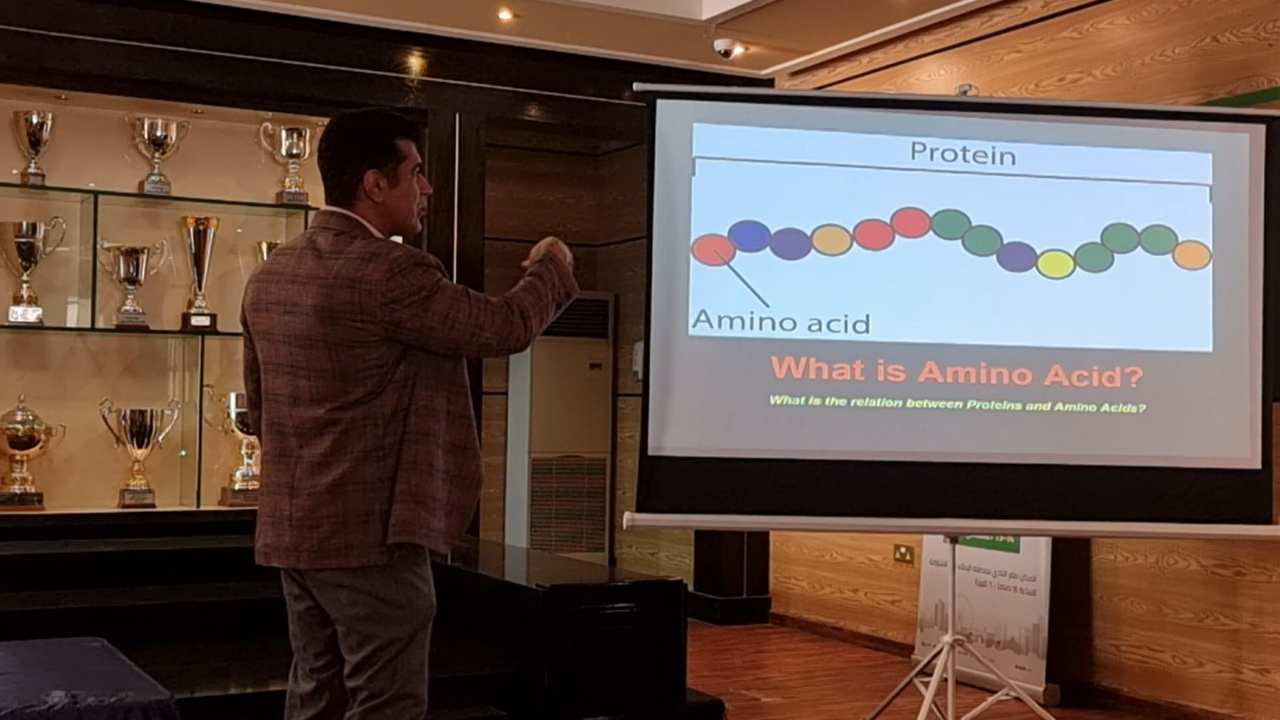 Protein
Amino acid
What is Amino Acid?
What is the relation between Proteins and Amino Acids?